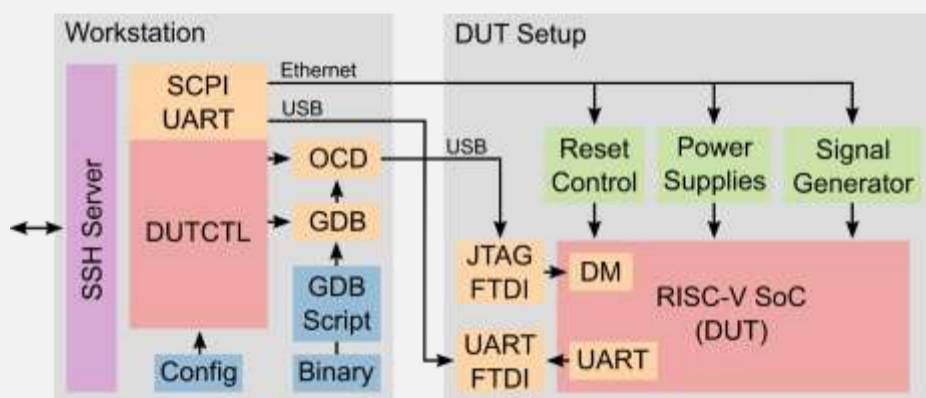 Workstation
DUT Setup
SSH Server
SCPI
UART
Ethernet
USB
OCD
USB
DUTCTL
GDB
GDB
Script
Config
Binary
Reset
Control
Power
Supplies
Signal
Generator
JTAG
FTDI
DM
RISC-V SoC
(DUT)
UART
FTDI
UART